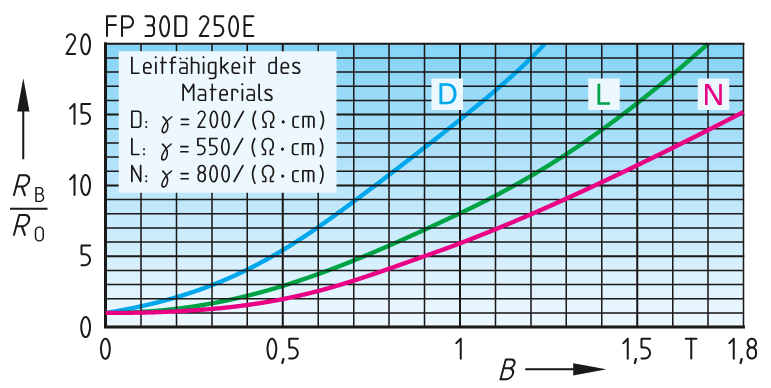 FP 30D 250E
20
15
10
5
0
R_B
R_0
Leitfähigkeit des
Materials
D: γ = 200/(Ω·cm)
L: γ = 550/(Ω·cm)
N: γ = 800/(Ω·cm)
D
L
N
0 0,5 1 1,5 T 1,8
B